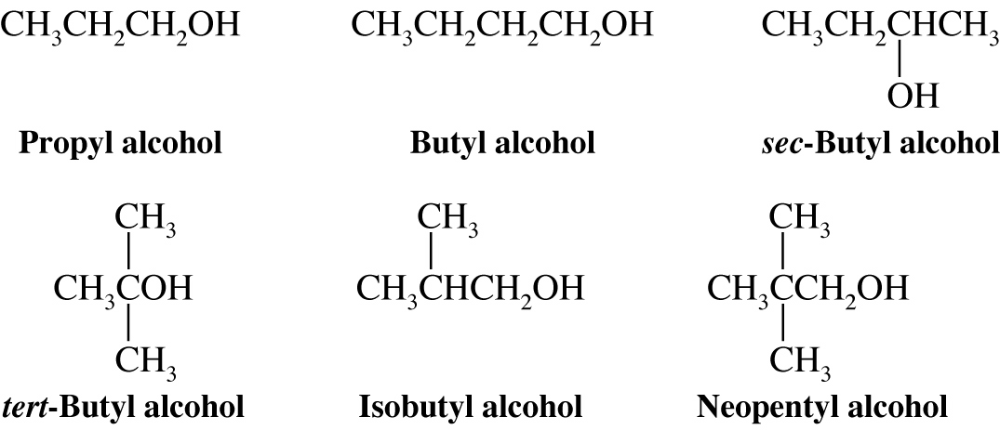 CH₃CH₂CH₂OH CH₃CH₂CH₂CH₂OH CH₃CH₂CHCH₃
OH
Propyl alcohol Butyl alcohol sec-Butyl alcohol
CH₃ CH₃ CH₃
CH₃COH CH₃CHCH₂OH CH₃CCH₂OH
CH₃ CH₃
tert-Butyl alcohol Isobutyl alcohol Neopentyl alcohol